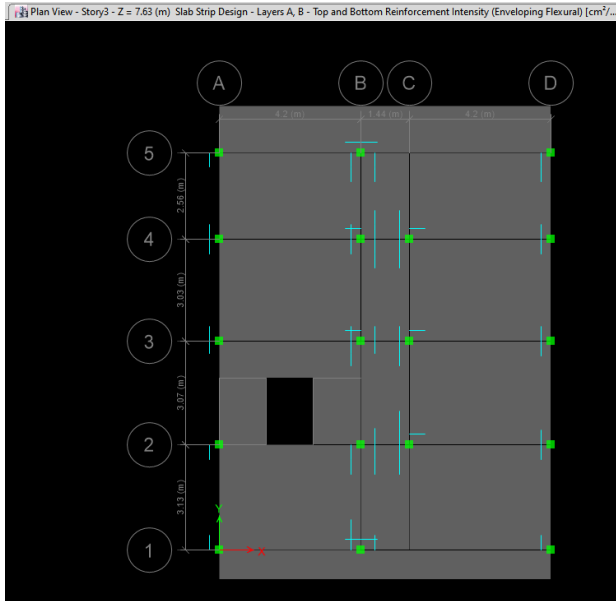 Plan View - Story3 - Z = 7.63 (m) Slab Strip Design - Layers A, B - Top and Bottom Reinforcement Intensity (Enveloping Flexural) [cm²/...
A B C D
4.2 (m) 1.44 (m) 4.2 (m)
5
2.56 (m)
4
3.03 (m)
3
3.07 (m)
2
3.13 (m)
Y
1
X